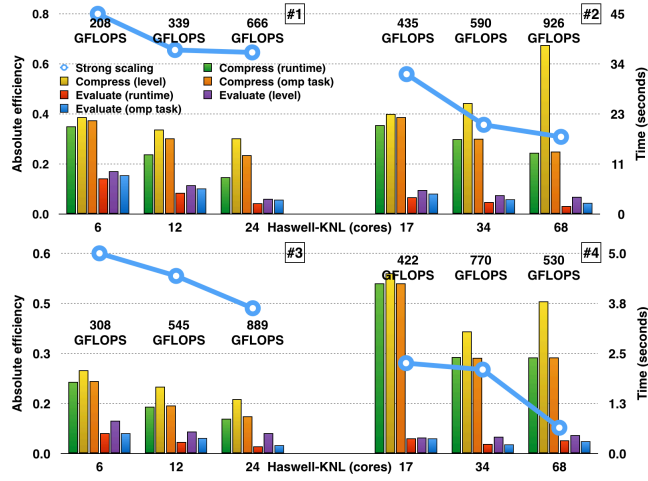 #1
#2
0.8
208
GFLOPS
339
GFLOPS
666
GFLOPS
435
GFLOPS
590
GFLOPS
926
GFLOPS
45
Strong scaling
Compress (runtime)
Compress (level)
Compress (omp task)
Evaluate (runtime)
Evaluate (level)
Evaluate (omp task)
0.6
0.4
0.2
0.0
Absolute efficiency
34
23
11
0
Time (seconds)
6
12
24
Haswell-KNL (cores)
17
34
68
#3
#4
0.6
0.5
0.3
0.2
0.0
Absolute efficiency
308
GFLOPS
545
GFLOPS
889
GFLOPS
422
GFLOPS
770
GFLOPS
530
GFLOPS
5.0
3.8
2.5
1.3
0.0
Time (seconds)
6
12
24
Haswell-KNL (cores)
17
34
68